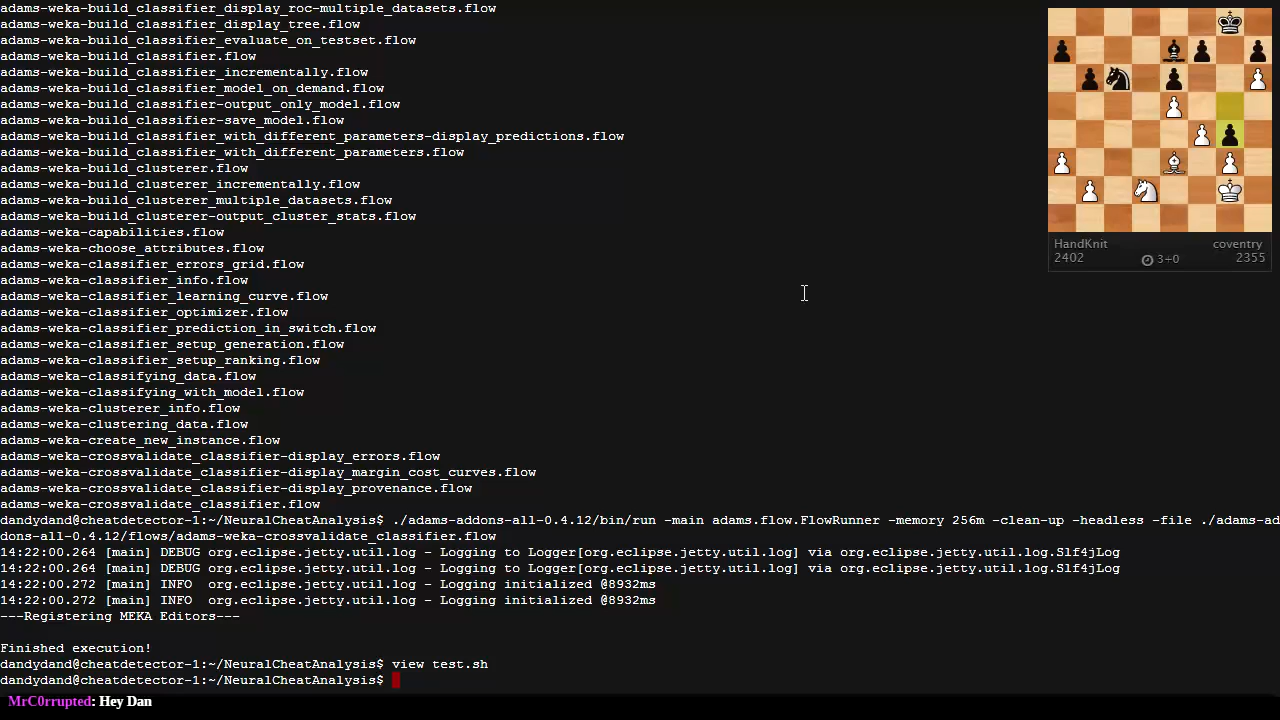 adams-weka-build_classifier_display_roc-multiple_datasets.flow
adams-weka-build_classifier_display_tree.flow
adams-weka-build_classifier_evaluate_on_testset.flow
adams-weka-build_classifier.flow
adams-weka-build_classifier_incrementally.flow
adams-weka-build_classifier_model_on_demand.flow
adams-weka-build_classifier-output_only_model.flow
adams-weka-build_classifier-save_model.flow
adams-weka-build_classifier_with_different_parameters-display_predictions.flow
adams-weka-build_classifier_with_different_parameters.flow
adams-weka-build_clusterer.flow
adams-weka-build_clusterer_incrementally.flow
adams-weka-build_clusterer_multiple_datasets.flow
adams-weka-build_clusterer-output_cluster_stats.flow
adams-weka-capabilities.flow
adams-weka-choose_attributes.flow
adams-weka-classifier_errors_grid.flow
adams-weka-classifier_info.flow
adams-weka-classifier_learning_curve.flow
adams-weka-classifier_optimizer.flow
adams-weka-classifier_prediction_in_switch.flow
adams-weka-classifier_setup_generation.flow
adams-weka-classifier_setup_ranking.flow
adams-weka-classifying_data.flow
adams-weka-classifying_with_model.flow
adams-weka-clusterer_info.flow
adams-weka-clustering_data.flow
adams-weka-create_new_instance.flow
adams-weka-crossvalidate_classifier-display_errors.flow
adams-weka-crossvalidate_classifier-display_margin_cost_curves.flow
adams-weka-crossvalidate_classifier-display_provenance.flow
adams-weka-crossvalidate_classifier.flow
dandydand@cheatdetector-1:~/NeuralCheatAnalysis$ ./adams-addons-all-0.4.12/bin/run -main adams.flow.FlowRunner -memory 256m -clean-up -headless -file ./adams-ad
dons-all-0.4.12/flows/adams-weka-crossvalidate_classifier.flow
14:22:00.264 [main] DEBUG org.eclipse.jetty.util.log - Logging to Logger[org.eclipse.jetty.util.log] via org.eclipse.jetty.util.log.Slf4jLog
14:22:00.264 [main] DEBUG org.eclipse.jetty.util.log - Logging to Logger[org.eclipse.jetty.util.log] via org.eclipse.jetty.util.log.Slf4jLog
14:22:00.272 [main] INFO  org.eclipse.jetty.util.log - Logging initialized @8932ms
14:22:00.272 [main] INFO  org.eclipse.jetty.util.log - Logging initialized @8932ms
---Registering MEKA Editors---
Finished execution!
dandydand@cheatdetector-1:~/NeuralCheatAnalysis$ view test.sh
dandydand@cheatdetector-1:~/NeuralCheatAnalysis$
HandKnit coventry
2402 3+0 2355
MrC0rrupted: Hey Dan